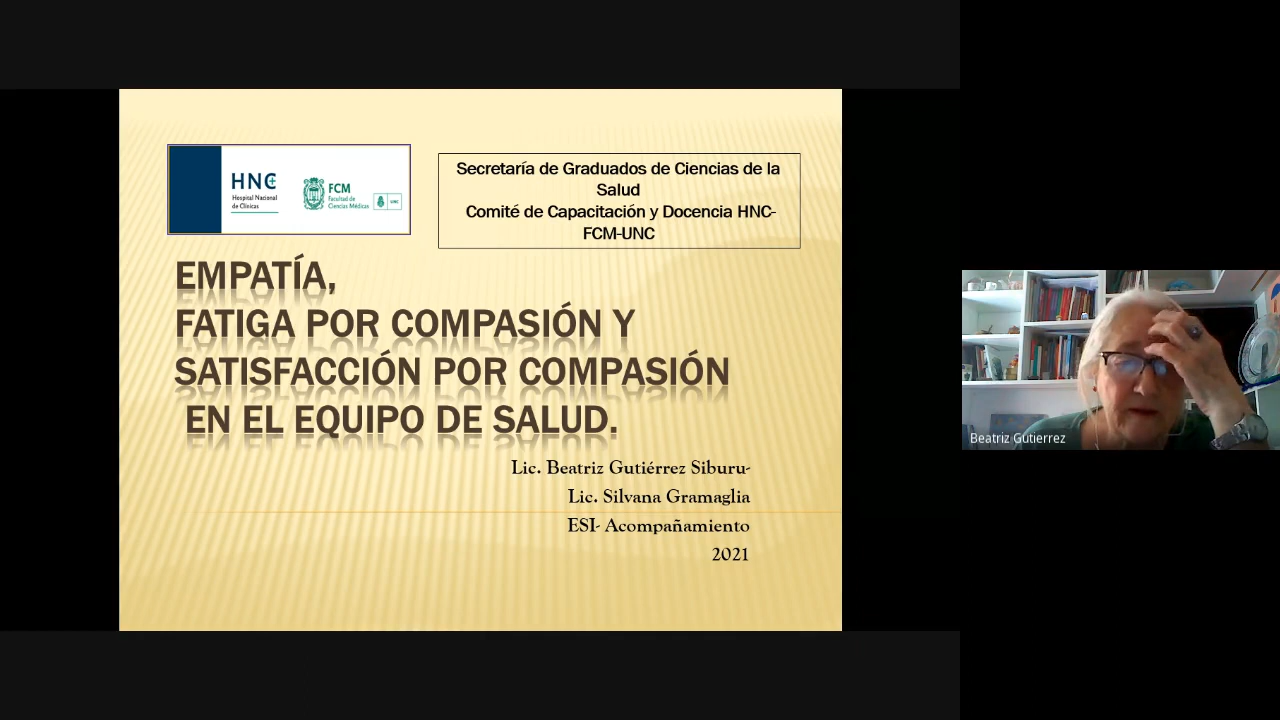 HNC
Hospital Nacional
de Clínicas
FCM
Facultad de
Ciencias Médicas
UNC
Secretaría de Graduados de Ciencias de la
Salud
Comité de Capacitación y Docencia HNC-
FCM-UNC
EMPATÍA,
FATIGA POR COMPASIÓN Y
SATISFACCIÓN POR COMPASIÓN
EN EL EQUIPO DE SALUD.
Lic. Beatriz Gutiérrez Siburu-
Lic. Silvana Gramaglia
ESI- Acompañamiento
2021
Beatriz Gutierrez